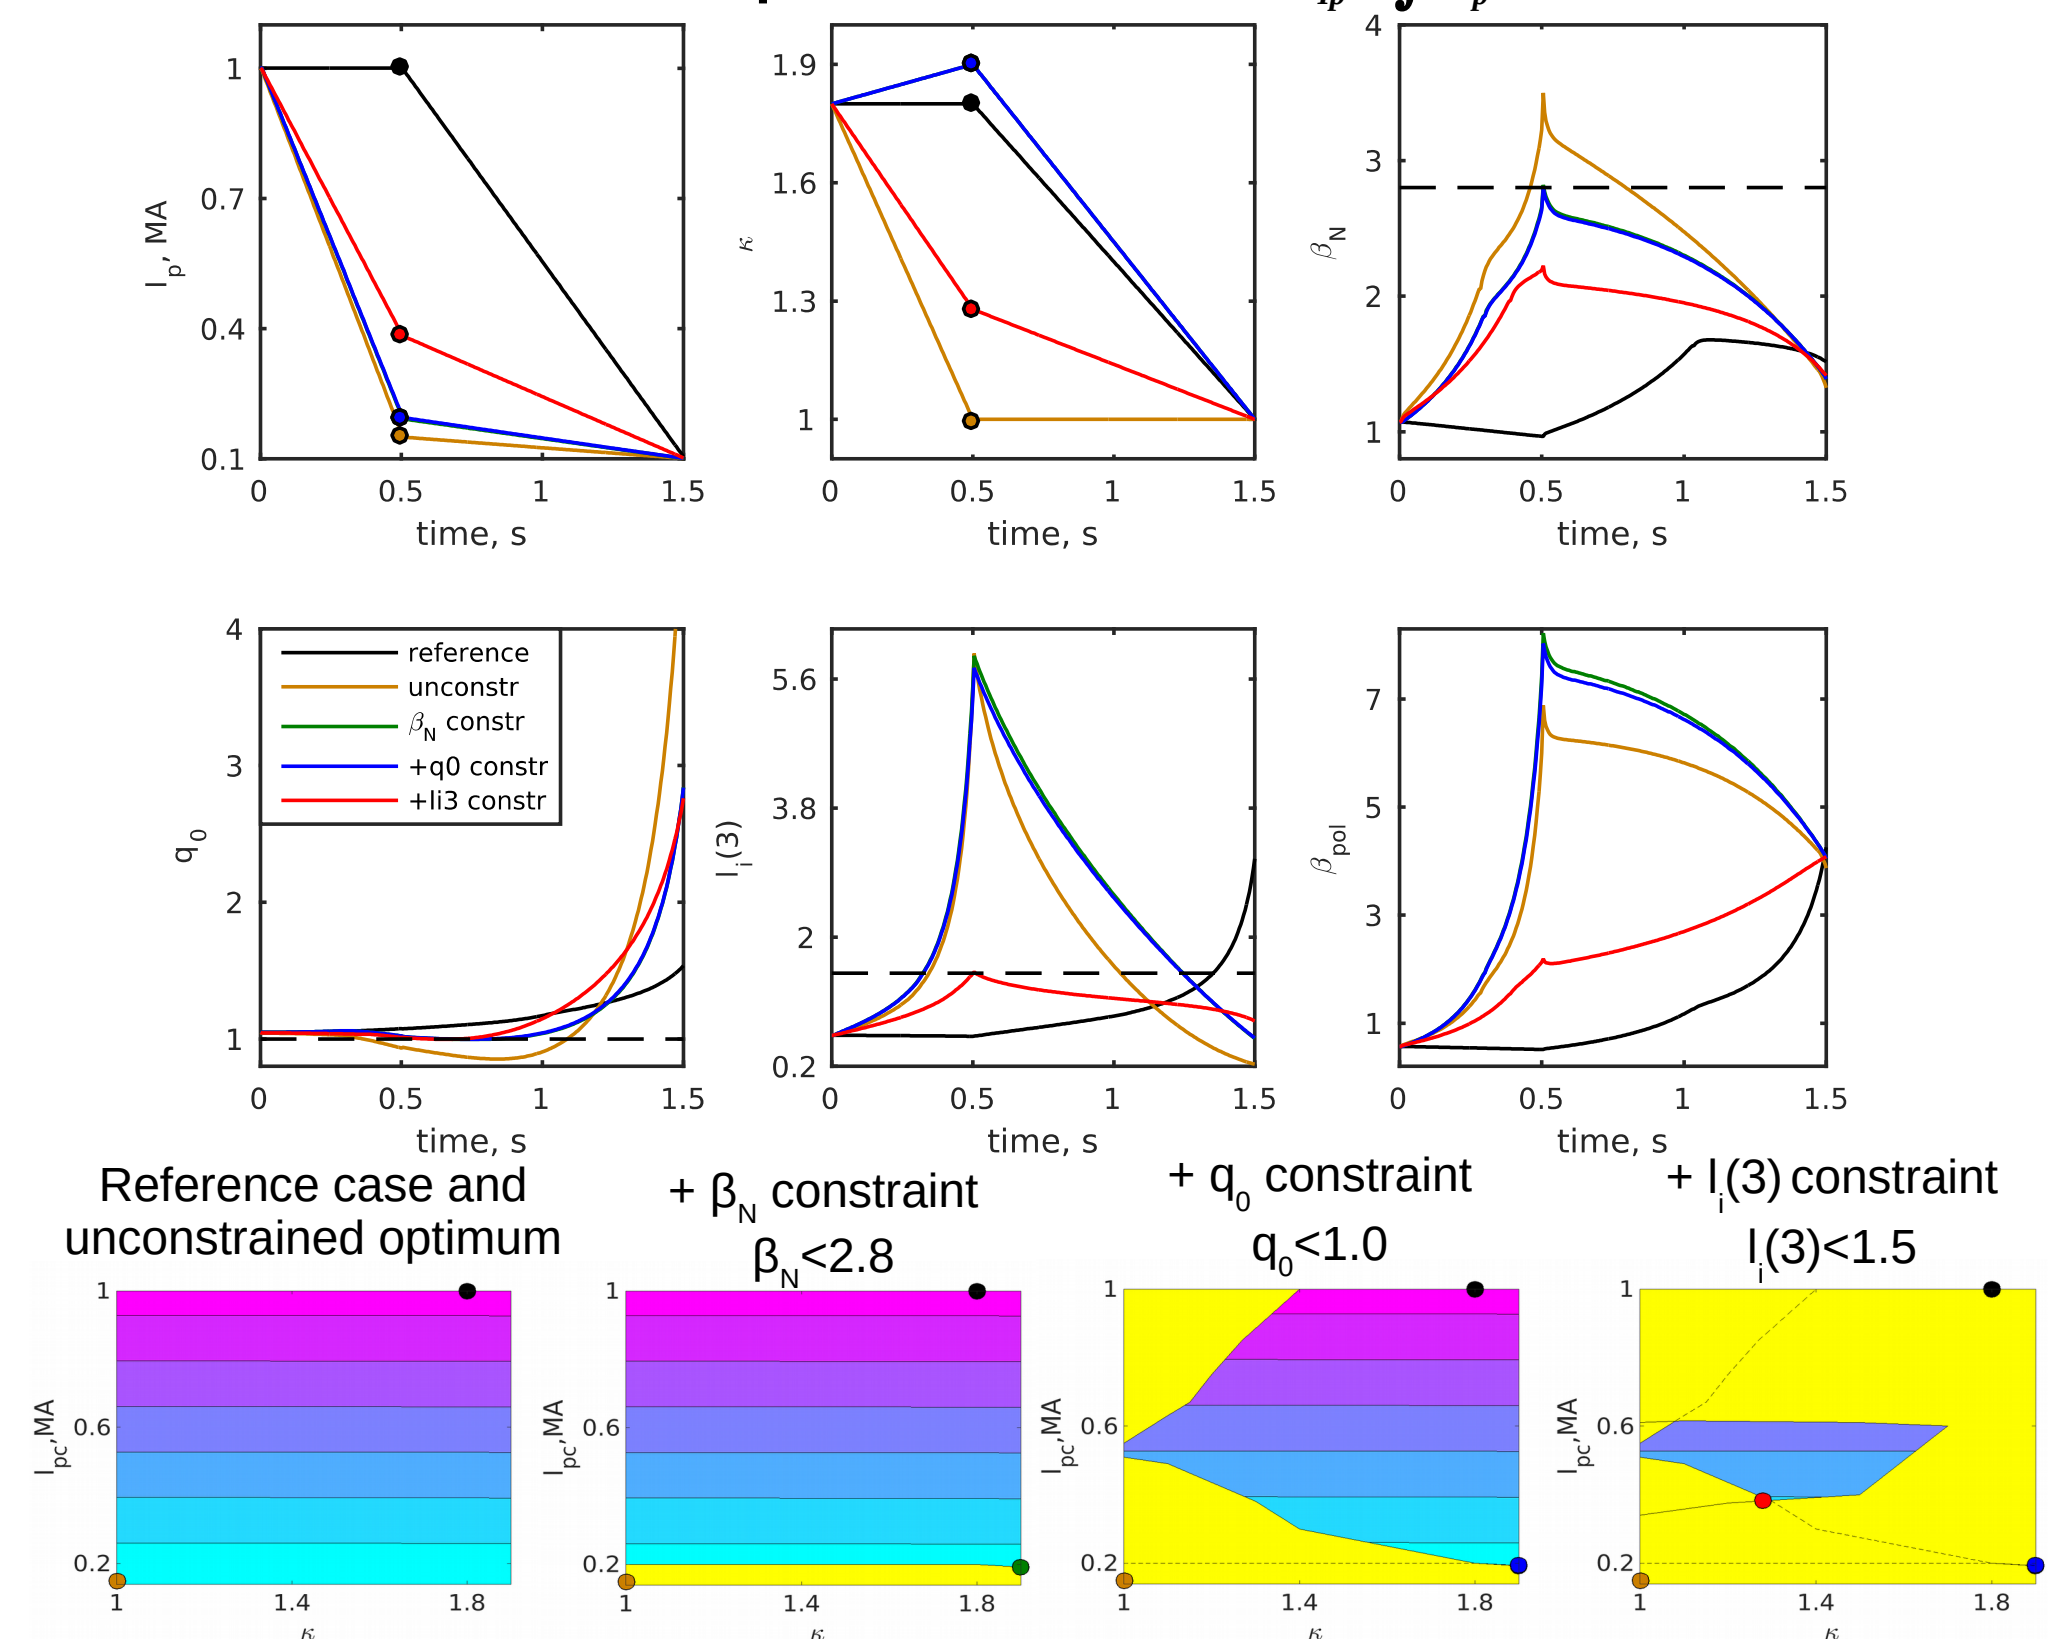 1
0.7
0.4
0.1
I_p, MA
0
0.5
1
1.5
time, s
1.9
1.6
1.3
1
κ
0
0.5
1
1.5
time, s
4
3
2
1
β_N
0
0.5
1
1.5
time, s
4
3
2
1
q_0
reference
unconstr
β_N constr
+q0 constr
+li3 constr
0
0.5
1
1.5
time, s
5.6
3.8
2
0.2
l_i(3)
0
0.5
1
1.5
time, s
7
5
3
1
β_pol
0
0.5
1
1.5
time, s
Reference case and
unconstrained optimum
1
0.6
0.2
I_pc,MA
1
1.4
1.8
κ
+ β_N constraint
β_N<2.8
1
0.6
0.2
I_pc,MA
1
1.4
1.8
κ
+ q_0 constraint
q_0<1.0
1
0.6
0.2
I_pc,MA
1
1.4
1.8
κ
+ l_i(3) constraint
l_i(3)<1.5
1
0.6
0.2
I_pc,MA
1
1.4
1.8
κ